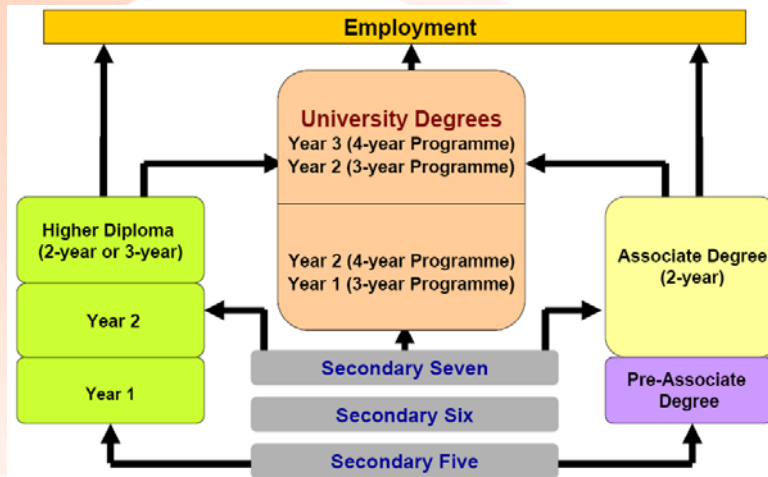 Employment
University Degrees
Year 3 (4-year Programme)
Year 2 (3-year Programme)
Higher Diploma
(2-year or 3-year)
Year 2 (4-year Programme)
Year 1 (3-year Programme)
Associate Degree
(2-year)
Year 2
Secondary Seven
Year 1
Pre-Associate
Degree
Secondary Six
Secondary Five